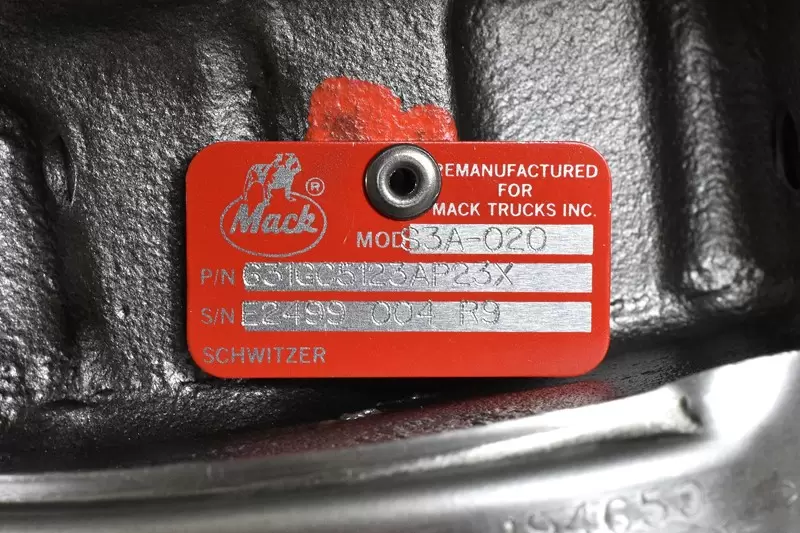 Mack ®
REMANUFACTURED
FOR
MACK TRUCKS INC.
MOD S3A-020
P/N 631GC5123AP23X
S/N E2499 004 R9
SCHWITZER